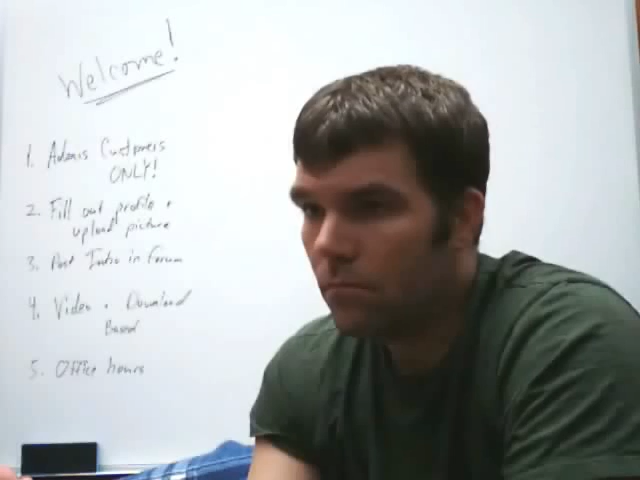 Welcome!
1. Adonis Customers
ONLY!
2. Fill out profile +
upload picture
3. Post Intro in Forum
4. Video + Download
Based
5. Office hours